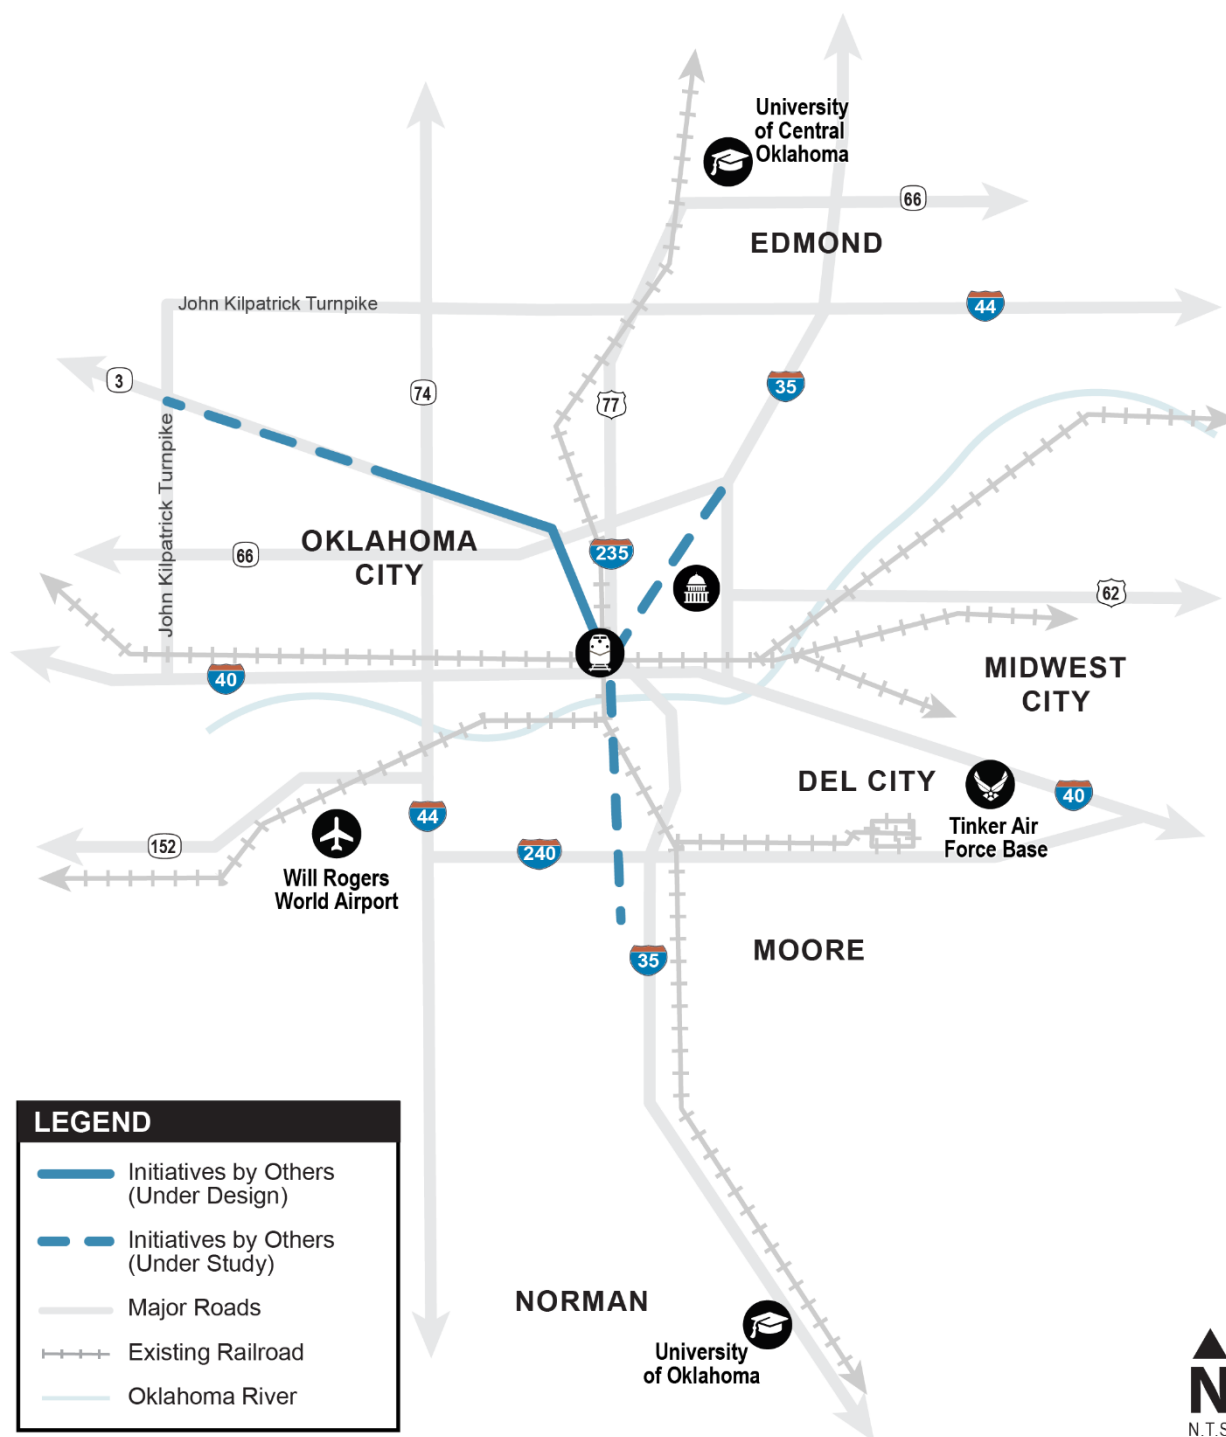 University
of Central
Oklahoma
66
EDMOND
John Kilpatrick Turnpike
44
3
74
77
35
John Kilpatrick Turnpike
OKLAHOMA
CITY
66
235
62
40
MIDWEST
CITY
DEL CITY
40
44
Tinker Air
Force Base
152
240
Will Rogers
World Airport
35
MOORE
LEGEND
Initiatives by Others
(Under Design)
Initiatives by Others
(Under Study)
Major Roads
Existing Railroad
Oklahoma River
NORMAN
University
of Oklahoma
N
N.T.S